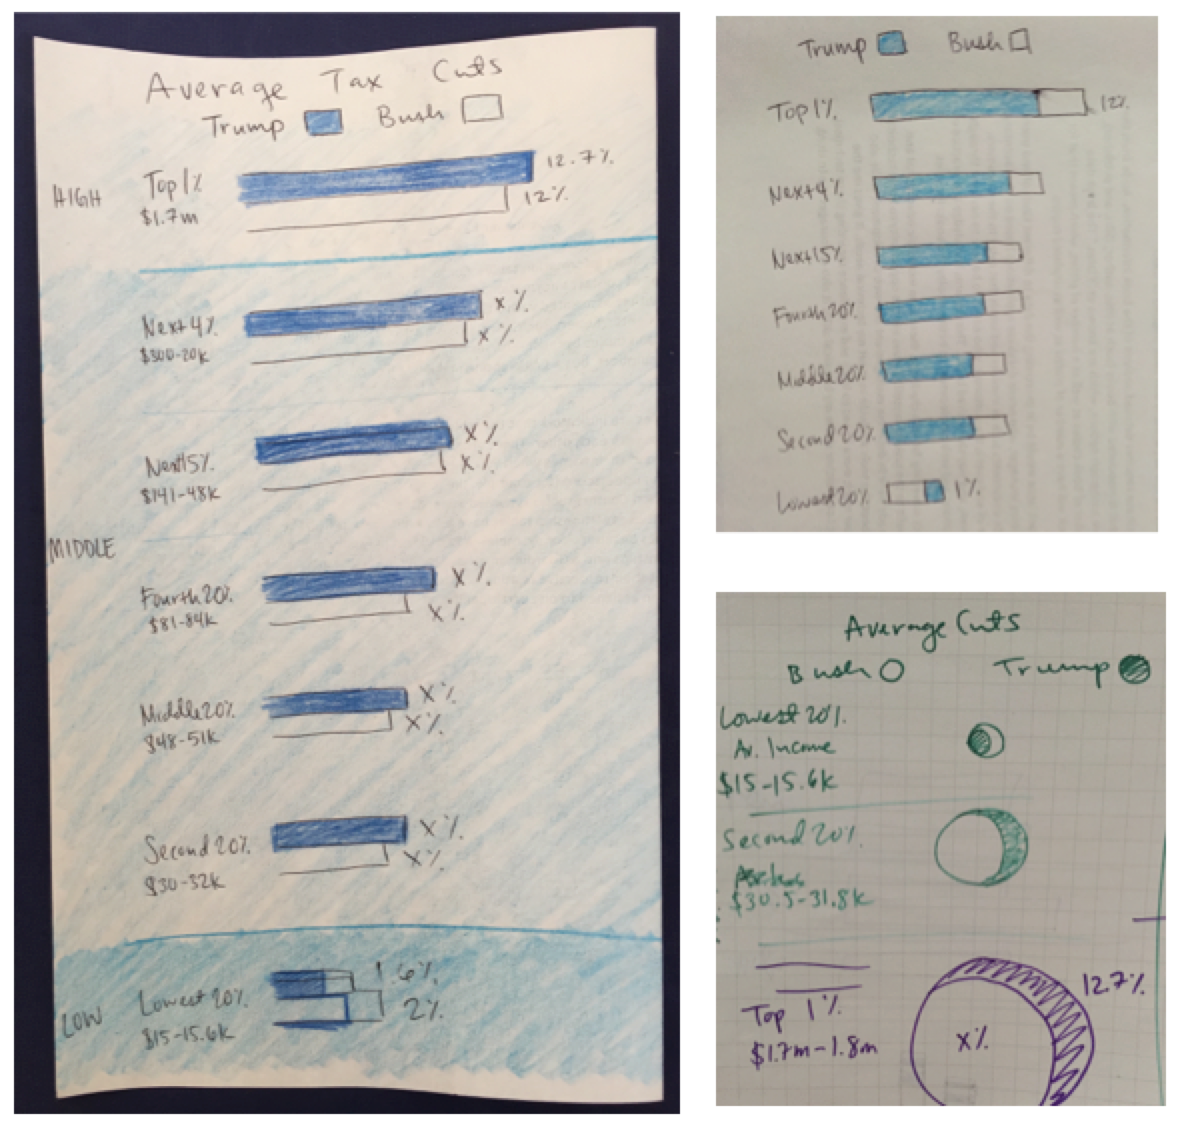 Average Tax Cuts
Trump Bush
HIGH
Top 1%
$1.7m
12.7%
12%
Next 4%
$300-20k
X%
X%
Next 15%
$141-48k
X%
X%
MIDDLE
Fourth 20%
$81-84k
X%
X%
Middle 20%
$48-51k
X%
X%
Second 20%
$30-32k
X%
X%
LOW
Lowest 20%
$15-15.6k
6%
2%
Trump Bush
Top 1%
12%
Next 4%
Next 15%
Fourth 20%
Middle 20%
Second 20%
Lowest 20%
1%
Average Cuts
Bush Trump
Lowest 20%
Av. Income
$15-15.6k
Second 20%
$30.5-31.8k
Top 1%
$1.7m-1.8m
12.7%
X%